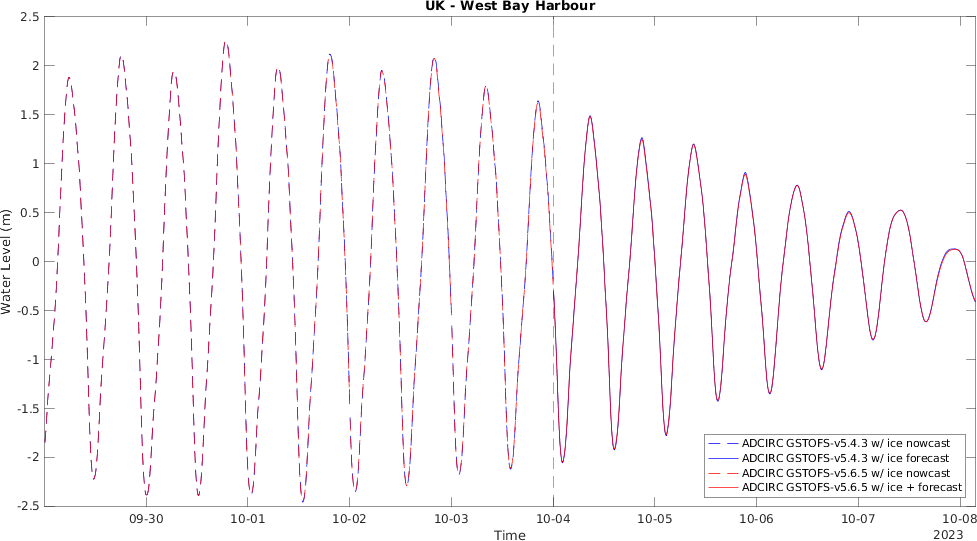 UK - West Bay Harbour
2.5
2
1.5
1
0.5
0
-0.5
-1
-1.5
-2
-2.5
Water Level (m)
ADCIRC GSTOFS-v5.4.3 w/ ice nowcast
ADCIRC GSTOFS-v5.4.3 w/ ice forecast
ADCIRC GSTOFS-v5.6.5 w/ ice nowcast
ADCIRC GSTOFS-v5.6.5 w/ ice + forecast
09-30 10-01 10-02 10-03 10-04 10-05 10-06 10-07 10-08
Time
2023